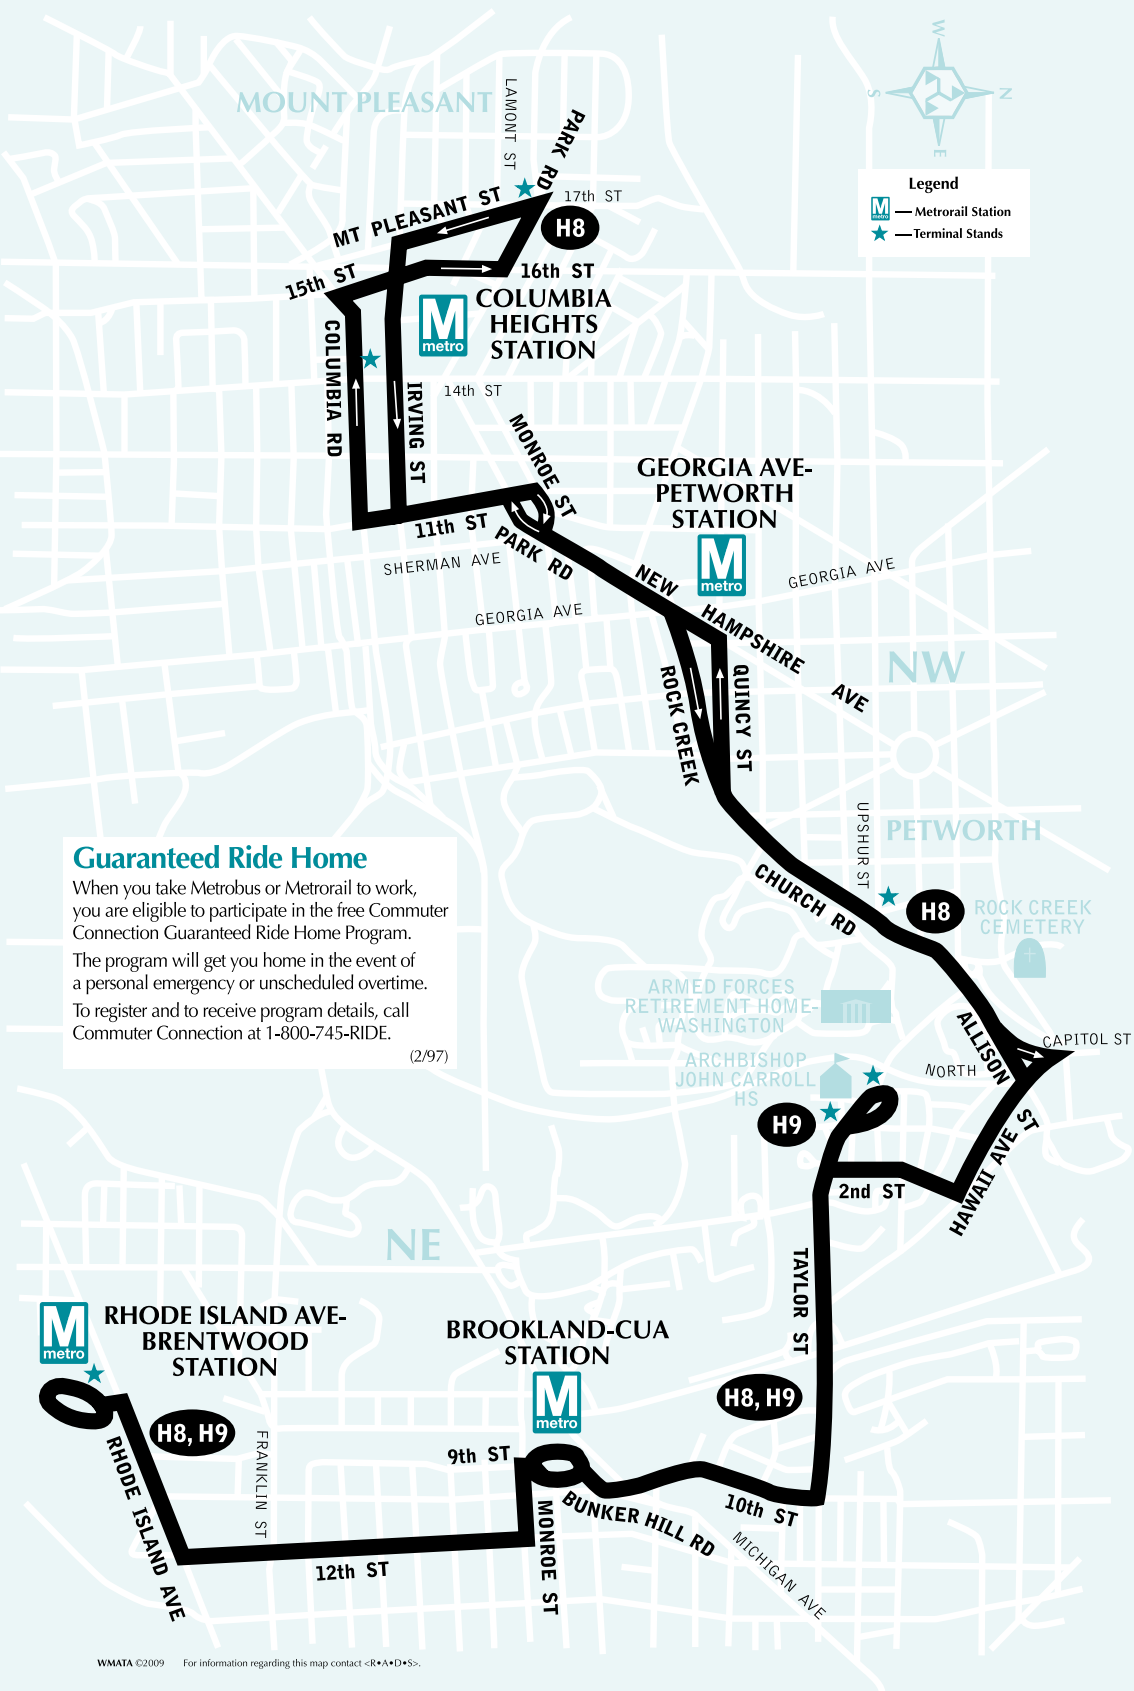 W
S
N
E
MOUNT PLEASANT
LAMONT ST
PARK RD
Legend
M metro
Metrorail Station
Terminal Stands
17th ST
MT PLEASANT ST
H8
15th ST
16th ST
M
metro
COLUMBIA
HEIGHTS
STATION
COLUMBIA RD
IRVING ST
14th ST
MONROE ST
GEORGIA AVE-
PETWORTH
STATION
M
metro
11th ST
PARK RD
SHERMAN AVE
NEW HAMPSHIRE AVE
GEORGIA AVE
GEORGIA AVE
NW
ROCK CREEK
QUINCY ST
UPSHUR ST
PETWORTH
CHURCH RD
H8
ROCK CREEK
CEMETERY
Guaranteed Ride Home
When you take Metrobus or Metrorail to work,
you are eligible to participate in the free Commuter
Connection Guaranteed Ride Home Program.
The program will get you home in the event of
a personal emergency or unscheduled overtime.
To register and to receive program details, call
Commuter Connection at 1-800-745-RIDE.
(2/97)
ARMED FORCES
RETIREMENT HOME-
WASHINGTON
ALLISON ST
NORTH CAPITOL ST
ARCHBISHOP
JOHN CARROLL
HS
H9
2nd ST
HAWAII AVE
NE
TAYLOR ST
M
metro
RHODE ISLAND AVE-
BRENTWOOD
STATION
BROOKLAND-CUA
STATION
M
metro
H8, H9
H8, H9
RHODE ISLAND AVE
FRANKLIN ST
9th ST
MONROE ST
BUNKER HILL RD
10th ST
MICHIGAN AVE
12th ST
WMATA ©2009 For information regarding this map contact <R•A•D•S>.